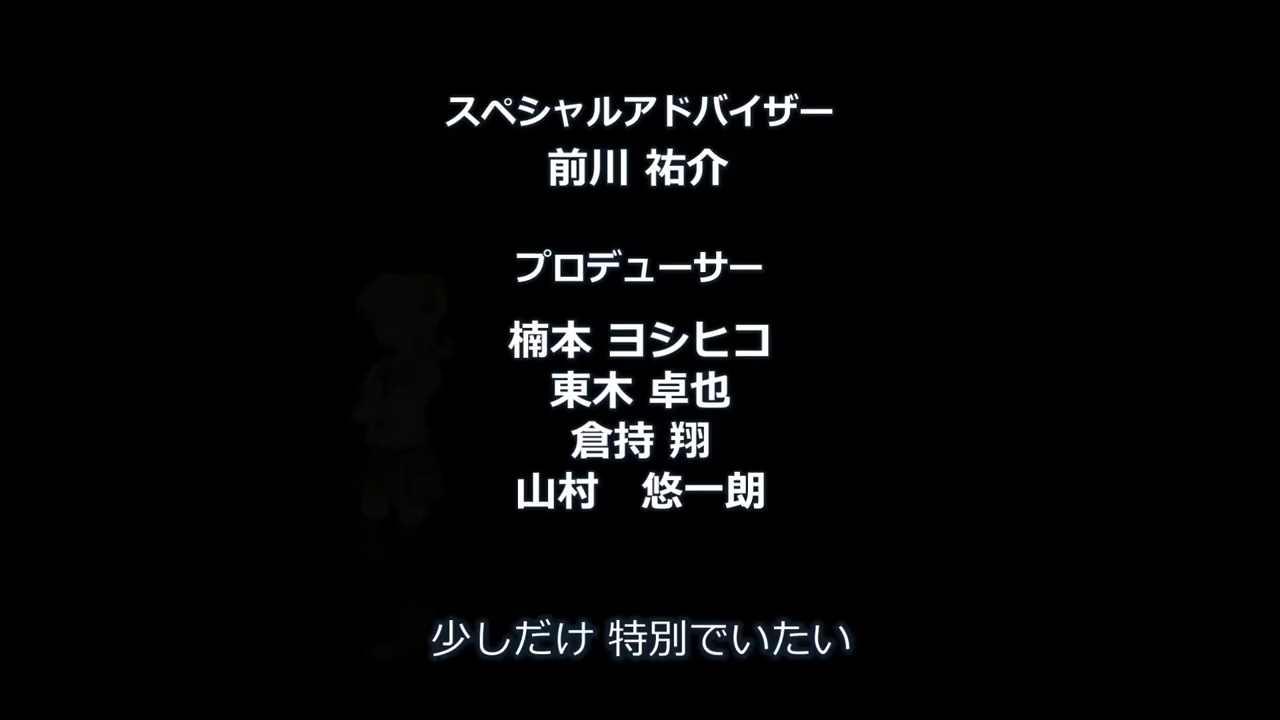 スペシャルアドバイザー
前川 祐介
プロデューサー
楠本 ヨシヒコ
東木 卓也
倉持 翔
山村　悠一朗
少しだけ 特別でいたい